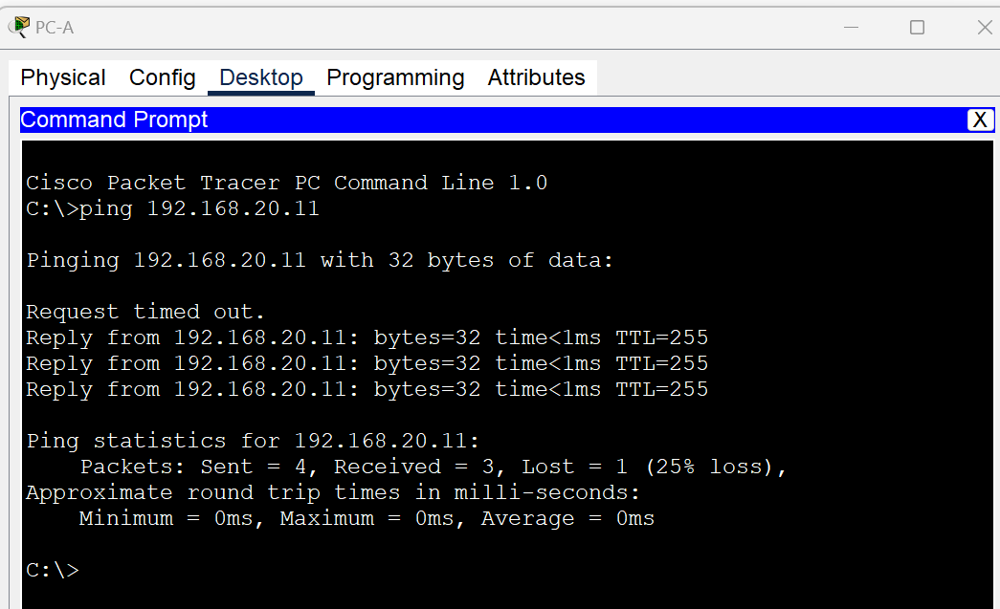 PC-A
Physical Config Desktop Programming Attributes
Command Prompt X
Cisco Packet Tracer PC Command Line 1.0
C:\>ping 192.168.20.11
Pinging 192.168.20.11 with 32 bytes of data:
Request timed out.
Reply from 192.168.20.11: bytes=32 time<1ms TTL=255
Reply from 192.168.20.11: bytes=32 time<1ms TTL=255
Reply from 192.168.20.11: bytes=32 time<1ms TTL=255
Ping statistics for 192.168.20.11:
    Packets: Sent = 4, Received = 3, Lost = 1 (25% loss),
Approximate round trip times in milli-seconds:
    Minimum = 0ms, Maximum = 0ms, Average = 0ms
C:\>